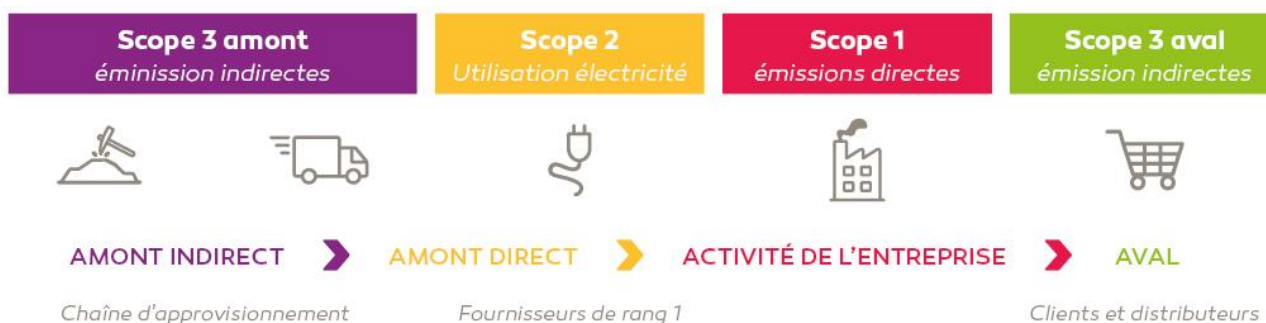 Scope 3 amont
éminission indirectes
Scope 2
Utilisation électricité
Scope 1
émissions directes
Scope 3 aval
émission indirectes
AMONT INDIRECT
AMONT DIRECT
ACTIVITÉ DE L'ENTREPRISE
AVAL
Chaîne d'approvisionnement
Fournisseurs de rang 1
Clients et distributeurs